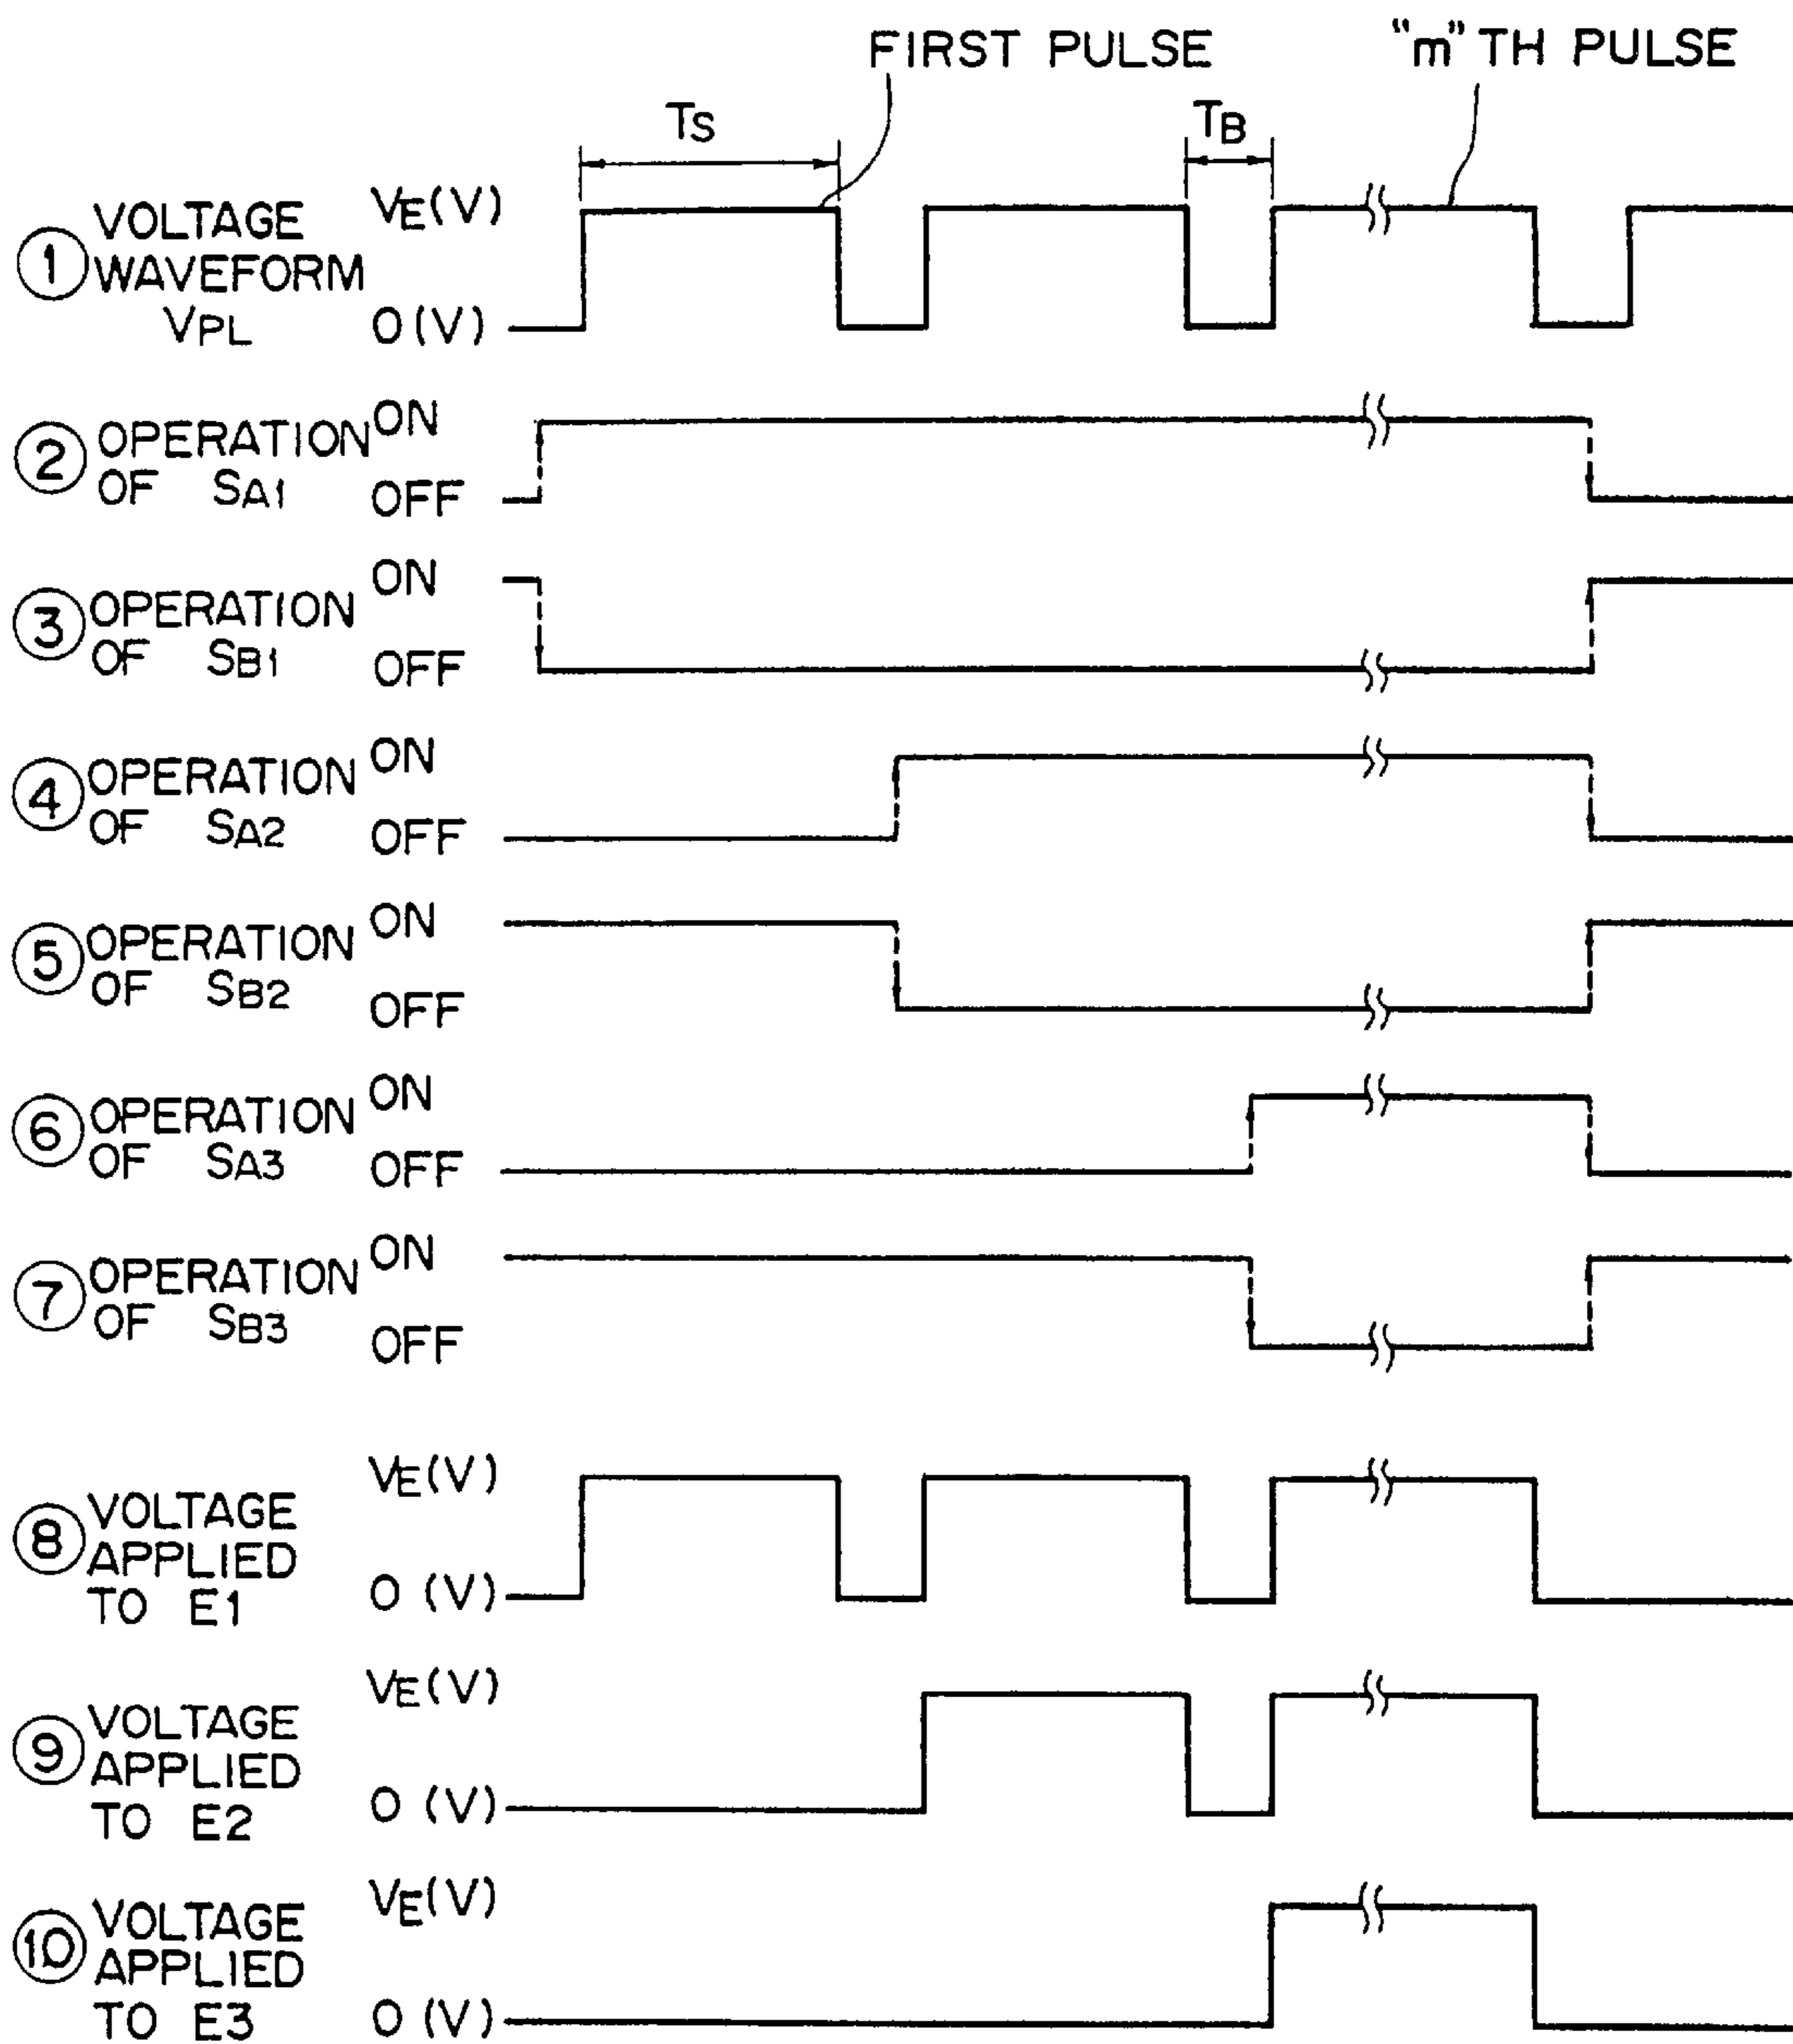 FIRST PULSE
"m" TH PULSE
TS
TB
① VOLTAGE
WAVEFORM
VPL
VE(V)
0(V)
② OPERATION
OF SA1
ON
OFF
③ OPERATION
OF SB1
ON
OFF
④ OPERATION
OF SA2
ON
OFF
⑤ OPERATION
OF SB2
ON
OFF
⑥ OPERATION
OF SA3
ON
OFF
⑦ OPERATION
OF SB3
ON
OFF
⑧ VOLTAGE
APPLIED
TO E1
VE(V)
0 (V)
⑨ VOLTAGE
APPLIED
TO E2
VE(V)
0 (V)
⑩ VOLTAGE
APPLIED
TO E3
VE(V)
0 (V)